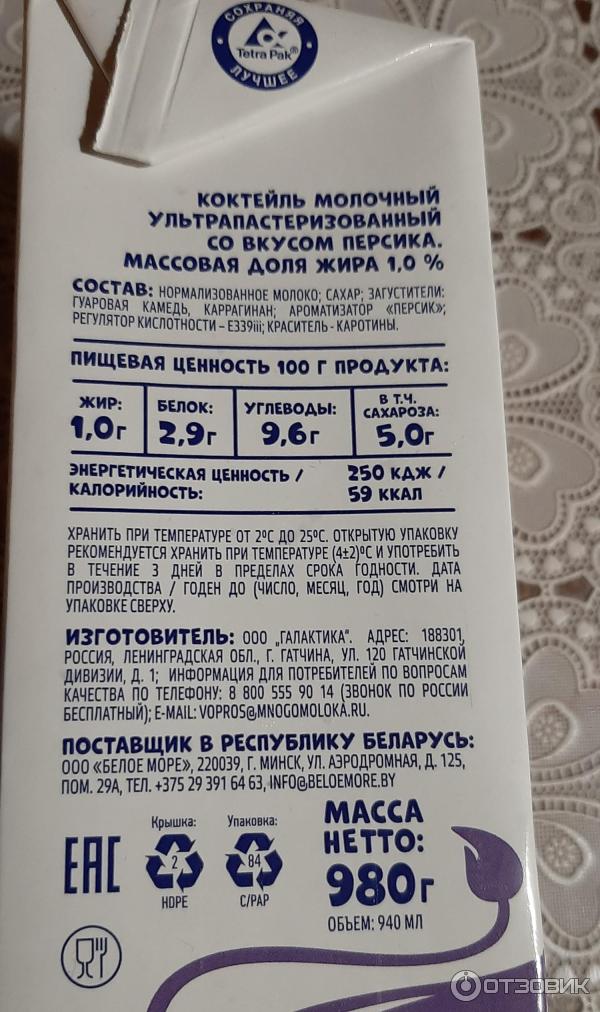 СОХРАНЯЯ
Tetra Pak®
ЛУЧШЕЕ
КОКТЕЙЛЬ МОЛОЧНЫЙ
УЛЬТРАПАСТЕРИЗОВАННЫЙ
СО ВКУСОМ ПЕРСИКА.
МАССОВАЯ ДОЛЯ ЖИРА 1,0 %
СОСТАВ: НОРМАЛИЗОВАННОЕ МОЛОКО; САХАР; ЗАГУСТИТЕЛИ:
ГУАРОВАЯ КАМЕДЬ, КАРРАГИНАН; АРОМАТИЗАТОР «ПЕРСИК»;
РЕГУЛЯТОР КИСЛОТНОСТИ – Е339iii; КРАСИТЕЛЬ - КАРОТИНЫ.
ПИЩЕВАЯ ЦЕННОСТЬ 100 Г ПРОДУКТА:
ЖИР:
1,0г
БЕЛОК:
2,9г
УГЛЕВОДЫ:
9,6г
В Т.Ч.
САХАРОЗА:
5,0г
ЭНЕРГЕТИЧЕСКАЯ ЦЕННОСТЬ / 250 КДЖ /
КАЛОРИЙНОСТЬ: 59 ККАЛ
ХРАНИТЬ ПРИ ТЕМПЕРАТУРЕ ОТ 2ºС ДО 25ºС. ОТКРЫТУЮ УПАКОВКУ
РЕКОМЕНДУЕТСЯ ХРАНИТЬ ПРИ ТЕМПЕРАТУРЕ (4±2)ºС И УПОТРЕБИТЬ
В ТЕЧЕНИЕ 3 ДНЕЙ В ПРЕДЕЛАХ СРОКА ГОДНОСТИ. ДАТА
ПРОИЗВОДСТВА / ГОДЕН ДО (ЧИСЛО, МЕСЯЦ, ГОД) СМОТРИ НА
УПАКОВКЕ СВЕРХУ.
ИЗГОТОВИТЕЛЬ: ООО „ГАЛАКТИКА". АДРЕС: 188301,
РОССИЯ, ЛЕНИНГРАДСКАЯ ОБЛ., Г. ГАТЧИНА, УЛ. 120 ГАТЧИНСКОЙ
ДИВИЗИИ, Д. 1; ИНФОРМАЦИЯ ДЛЯ ПОТРЕБИТЕЛЕЙ ПО ВОПРОСАМ
КАЧЕСТВА ПО ТЕЛЕФОНУ: 8 800 555 90 14 (ЗВОНОК ПО РОССИИ
БЕСПЛАТНЫЙ); E-MAIL: VOPROS@MNOGOMOLOKA.RU.
ПОСТАВЩИК В РЕСПУБЛИКУ БЕЛАРУСЬ:
ООО «БЕЛОЕ МОРЕ», 220039, Г. МИНСК, УЛ. АЭРОДРОМНАЯ, Д. 125,
ПОМ. 29А, ТЕЛ. +375 29 391 64 63, INFO@BELOEMORE.BY
ЕАС
Крышка:
2
HDPE
Упаковка:
84
C/PAP
МАССА
НЕТТО:
980г
ОБЪЕМ: 940 МЛ
ОТЗОВИК